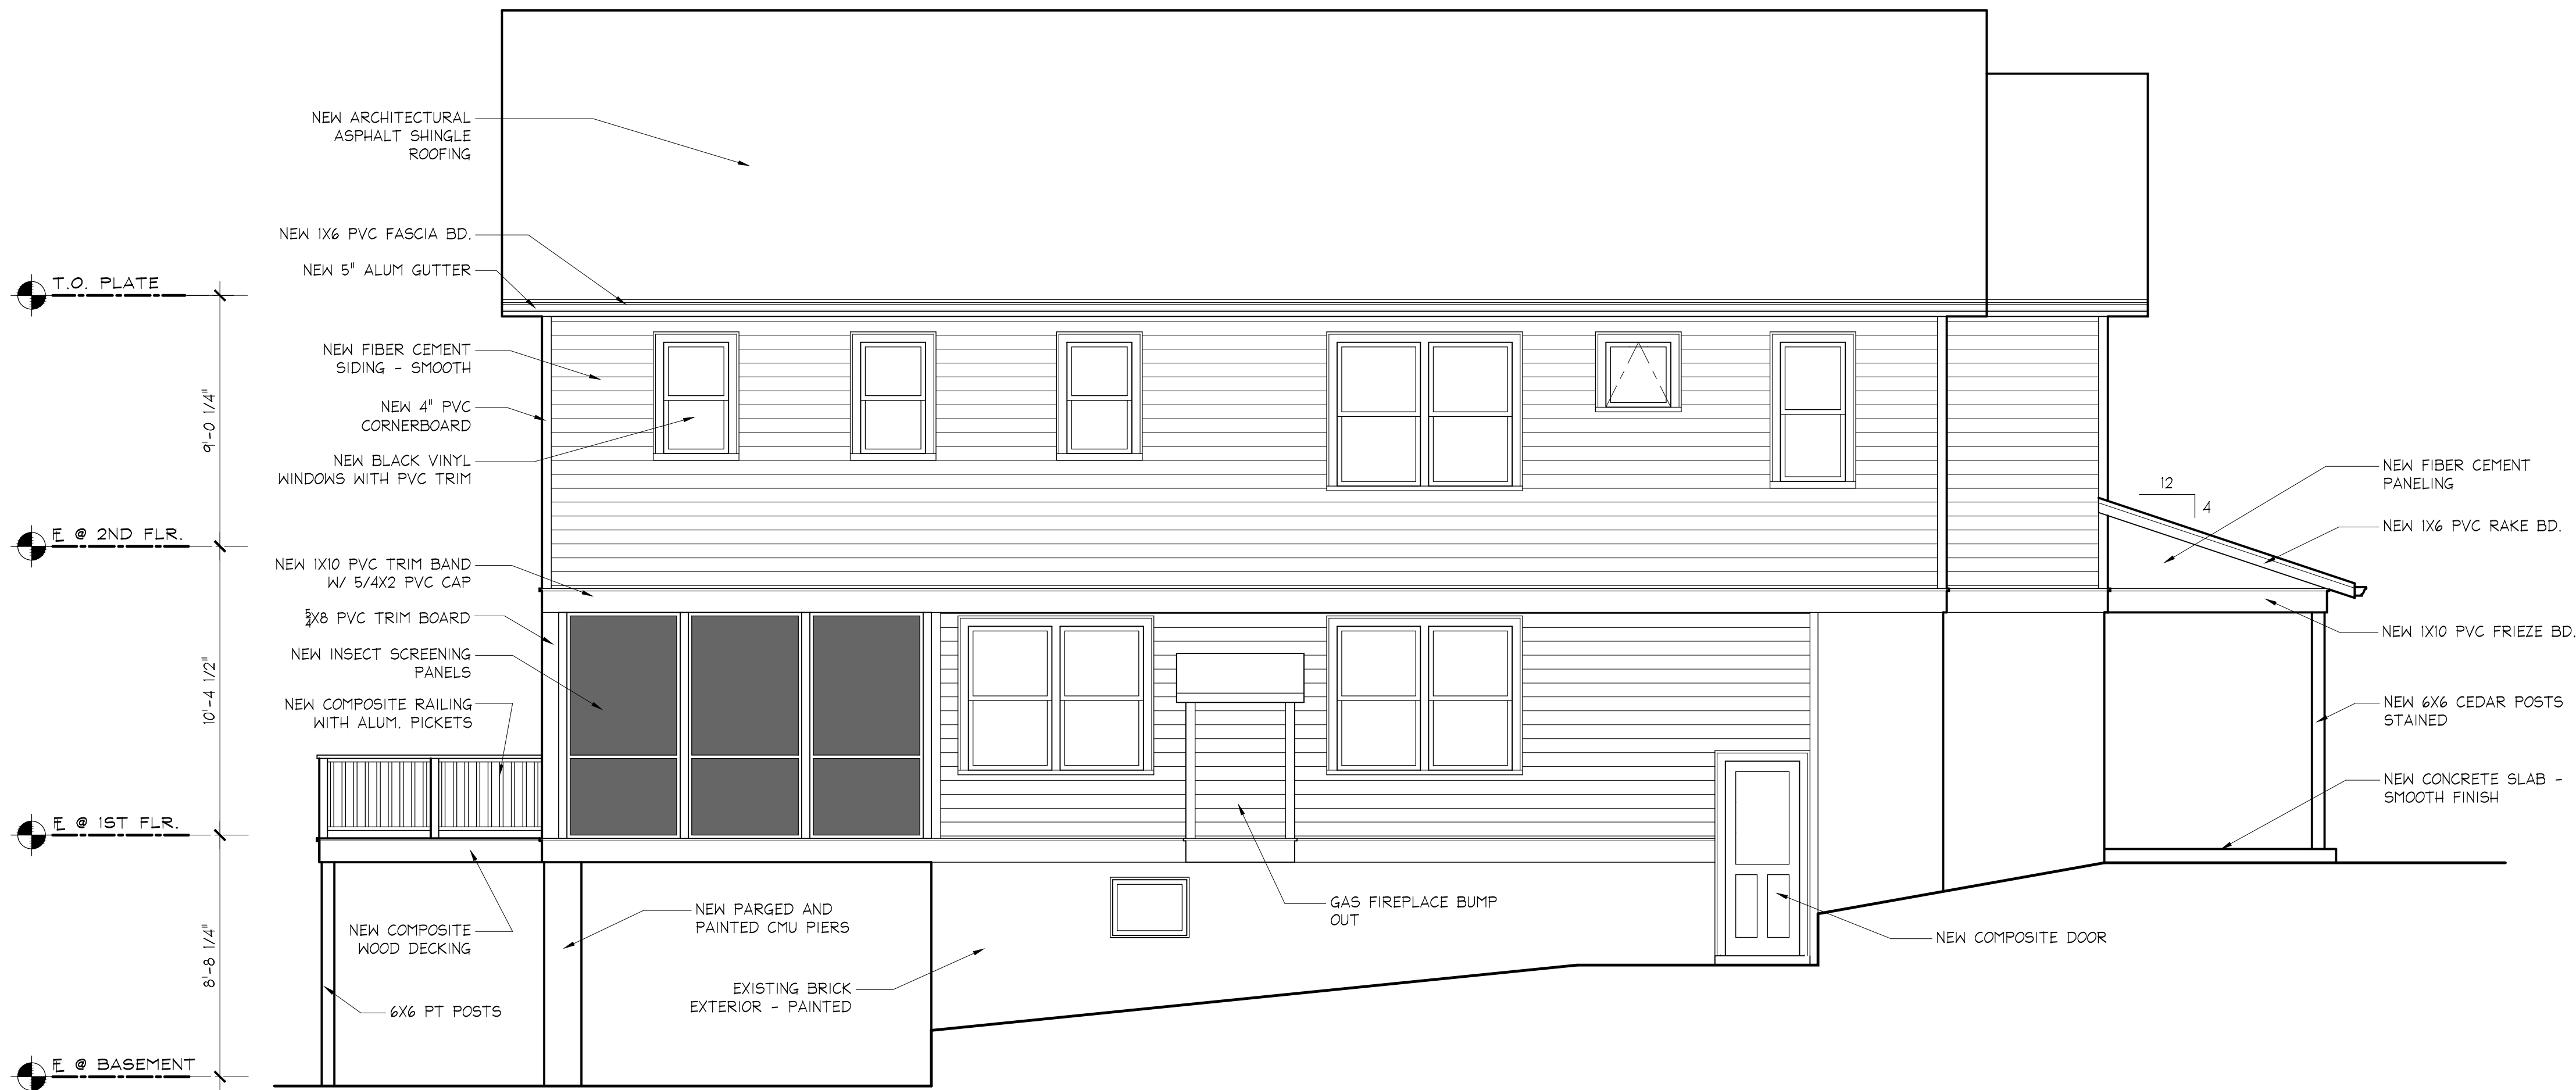 NEW ARCHITECTURAL
ASPHALT SHINGLE
ROOFING
NEW 1X6 PVC FASCIA BD.
NEW 5" ALUM GUTTER
T.O. PLATE
NEW FIBER CEMENT
SIDING - SMOOTH
NEW 4" PVC
CORNERBOARD
9'-0 1/4"
NEW BLACK VINYL
WINDOWS WITH PVC TRIM
F @ 2ND FLR.
NEW 1X10 PVC TRIM BAND
W/ 5/4X2 PVC CAP
5/4X8 PVC TRIM BOARD
NEW INSECT SCREENING
PANELS
10'-4 1/2"
NEW COMPOSITE RAILING
WITH ALUM. PICKETS
F @ 1ST FLR.
NEW COMPOSITE
WOOD DECKING
8'-8 1/4"
6X6 PT POSTS
F @ BASEMENT
NEW PARGED AND
PAINTED CMU PIERS
EXISTING BRICK
EXTERIOR - PAINTED
GAS FIREPLACE BUMP
OUT
NEW COMPOSITE DOOR
12
4
NEW FIBER CEMENT
PANELING
NEW 1X6 PVC RAKE BD.
NEW 1X10 PVC FRIEZE BD.
NEW 6X6 CEDAR POSTS
STAINED
NEW CONCRETE SLAB -
SMOOTH FINISH